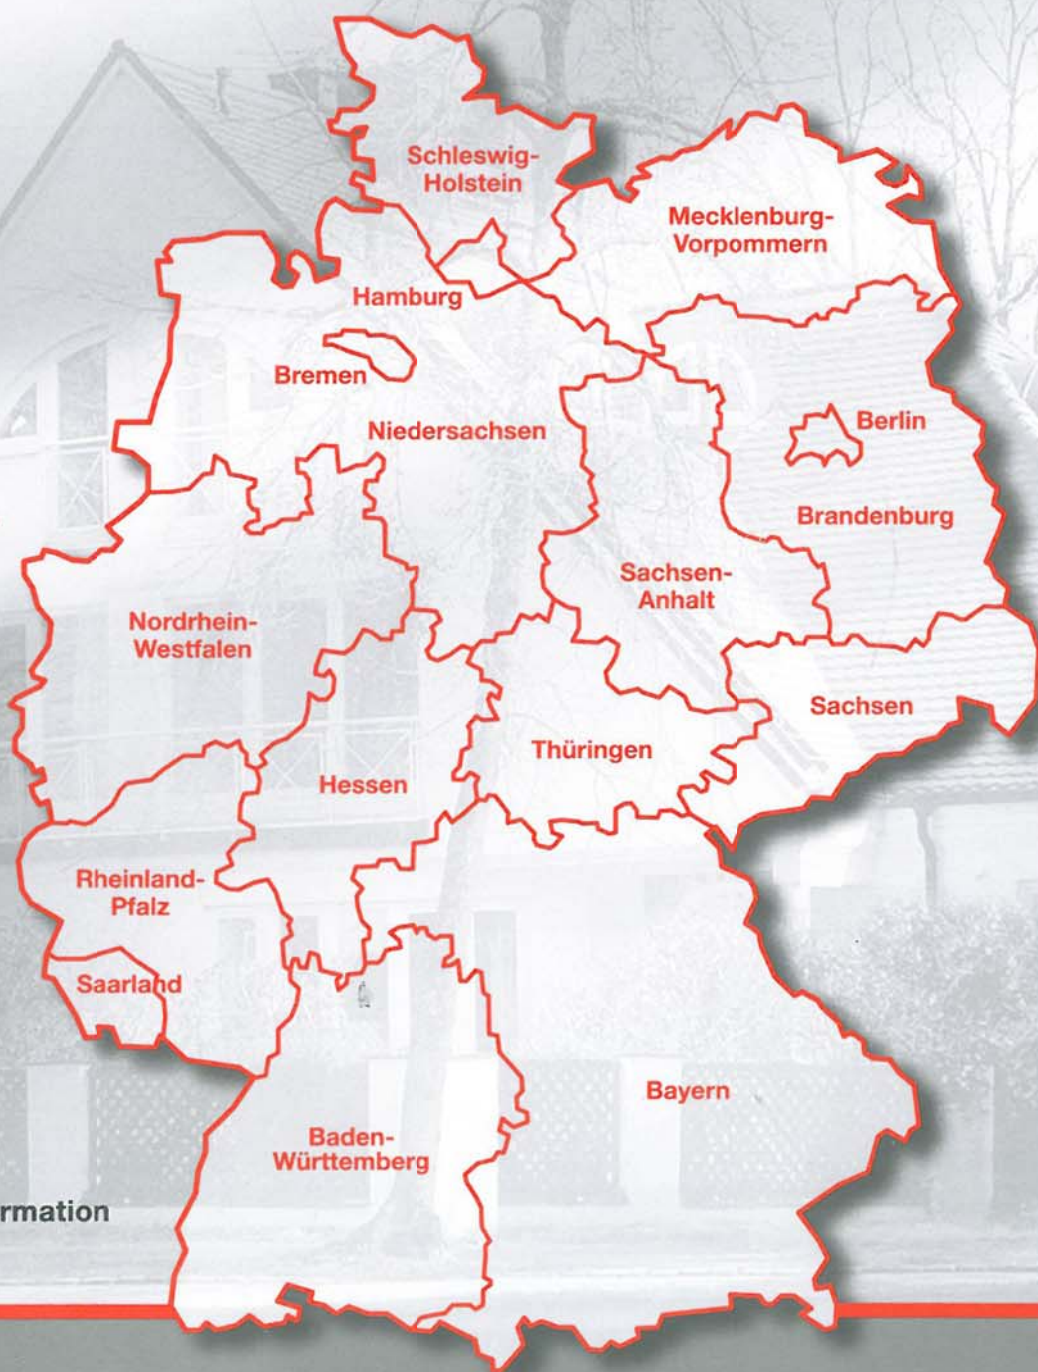 Schleswig-
Holstein
Mecklenburg-
Vorpommern
Hamburg
Bremen
Niedersachsen
Berlin
Brandenburg
Sachsen-
Anhalt
Nordrhein-
Westfalen
Sachsen
Thüringen
Hessen
Rheinland-
Pfalz
Saarland
Bayern
Baden-
Württemberg
rmation